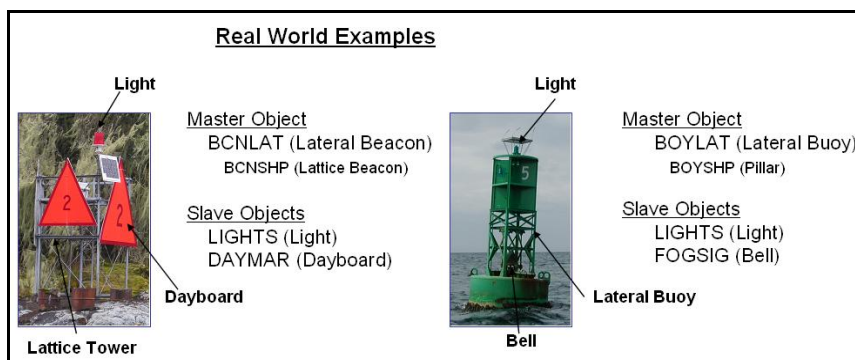 Real World Examples
Light
Master Object
BCNLAT (Lateral Beacon)
BCNSHP (Lattice Beacon)
Slave Objects
LIGHTS (Light)
DAYMAR (Dayboard)
2
2
Dayboard
Lattice Tower
Light
Master Object
BOYLAT (Lateral Buoy)
BOYSHP (Pillar)
Slave Objects
LIGHTS (Light)
FOGSIG (Bell)
5
Lateral Buoy
Bell